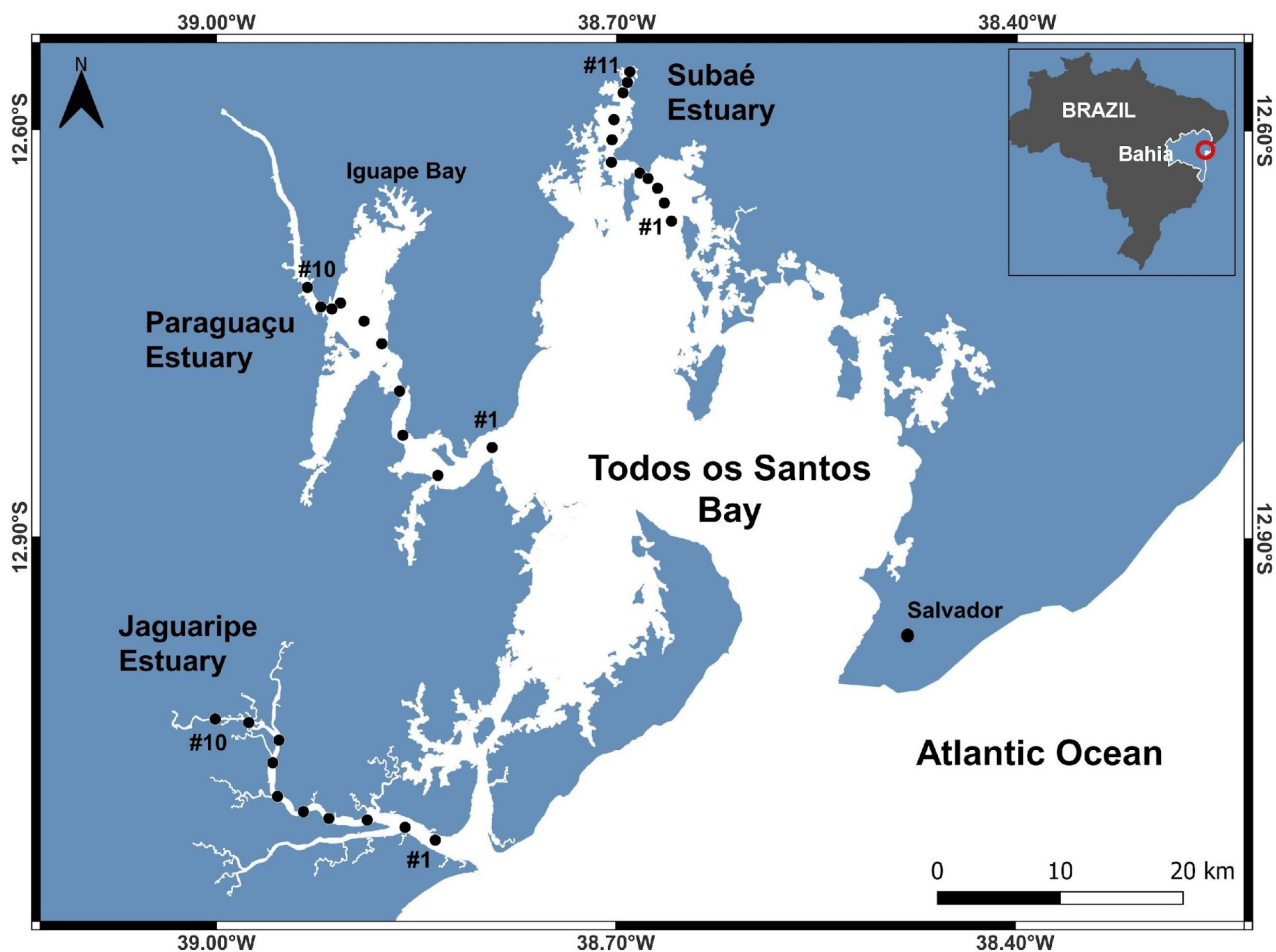 39.00°W
38.70°W
38.40°W
N
#11
Subaé
Estuary
12.60°S
12.60°S
BRAZIL
Bahia
Iguape Bay
#1
#10
Paraguaçu
Estuary
#1
Todos os Santos
Bay
12.90°S
12.90°S
Salvador
Jaguaripe
Estuary
#10
Atlantic Ocean
#1
0
10
20 km
39.00°W
38.70°W
38.40°W